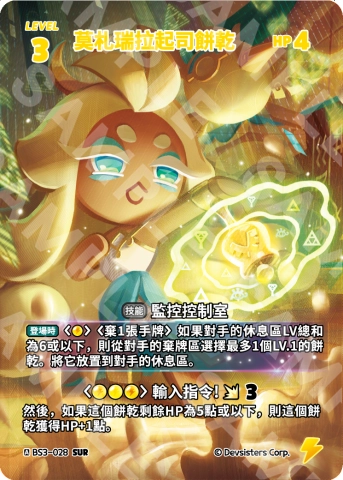 LEVEL
3
莫札瑞拉起司餅乾
HP 4
技能 監控控制室
登場時 〈●〉〈棄1張手牌〉如果對手的休息區LV總和
為6或以下,則從對手的棄牌區選擇最多1個LV.1的餅
乾。將它放置到對手的休息區。
〈●●●〉輸入指令! 3
然後,如果這個餅乾剩餘HP為5點或以下,則這個餅
乾獲得HP+1點。
A BS3-028 SUR
© Devsisters Corp.
SAMPLE